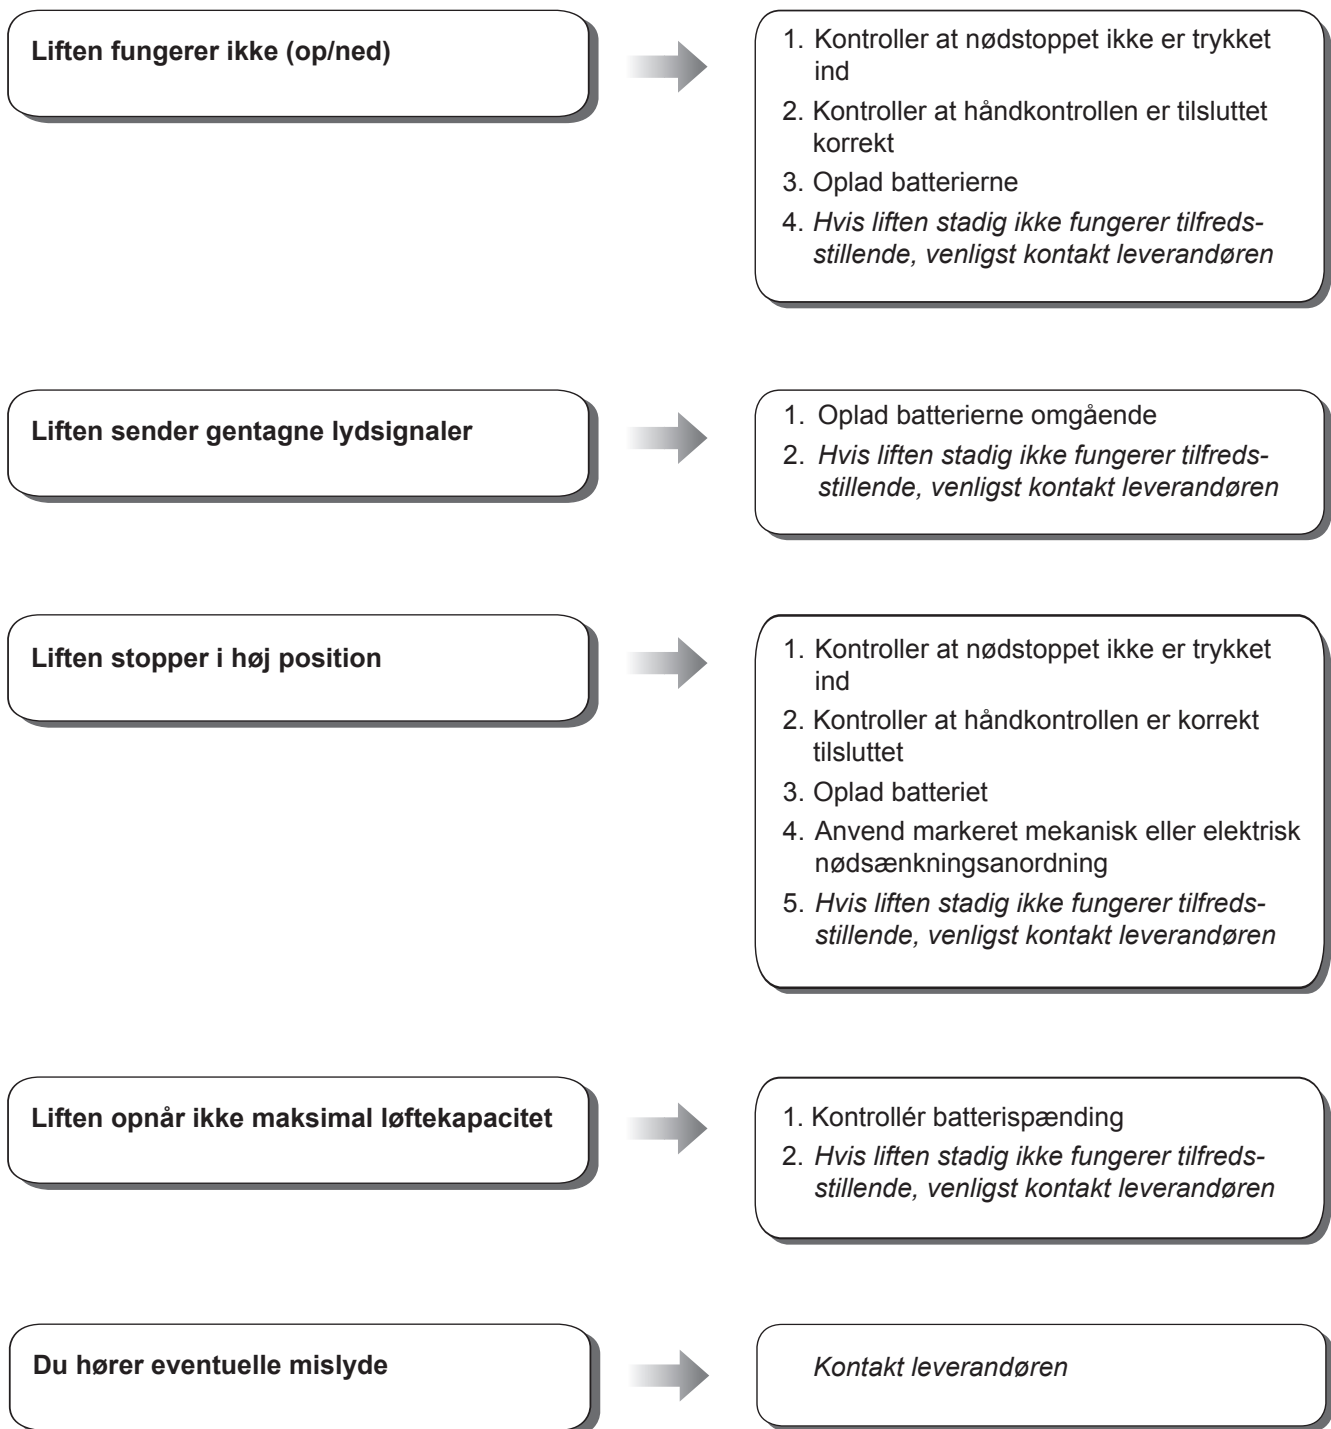 Liften fungerer ikke (op/ned)
1. Kontroller at nødstoppet ikke er trykket
ind
2. Kontroller at håndkontrollen er tilsluttet
korrekt
3. Oplad batterierne
4. Hvis liften stadig ikke fungerer tilfreds-
stillende, venligst kontakt leverandøren
Liften sender gentagne lydsignaler
1. Oplad batterierne omgående
2. Hvis liften stadig ikke fungerer tilfreds-
stillende, venligst kontakt leverandøren
Liften stopper i høj position
1. Kontroller at nødstoppet ikke er trykket
ind
2. Kontroller at håndkontrollen er korrekt
tilsluttet
3. Oplad batteriet
4. Anvend markeret mekanisk eller elektrisk
nødsænkningsanordning
5. Hvis liften stadig ikke fungerer tilfreds-
stillende, venligst kontakt leverandøren
Liften opnår ikke maksimal løftekapacitet
1. Kontrollér batterispænding
2. Hvis liften stadig ikke fungerer tilfreds-
stillende, venligst kontakt leverandøren
Du hører eventuelle mislyde
Kontakt leverandøren